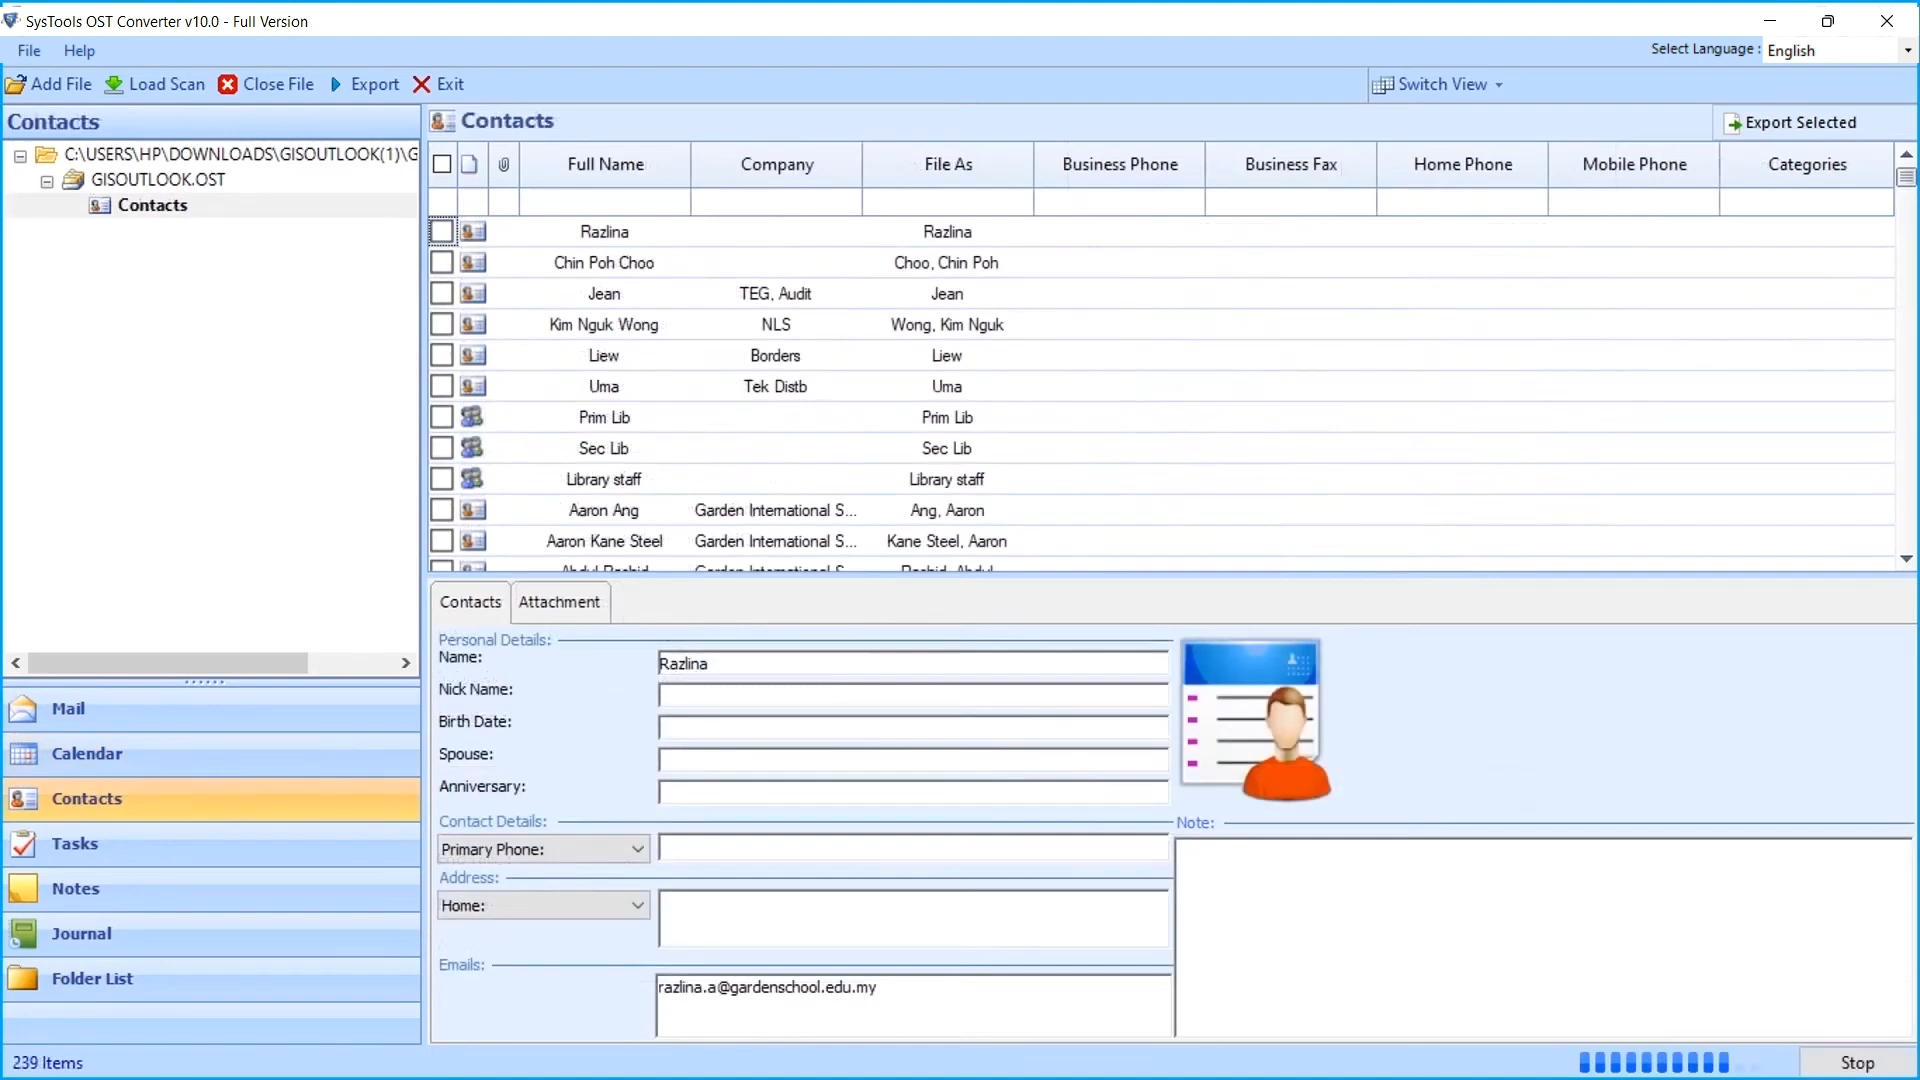 SysTools OST Converter v10.0 - Full Version
File Help
Select Language : English
Add File Load Scan Close File Export Exit
Switch View
Contacts
C:\USERS\HP\DOWNLOADS\GISOUTLOOK(1)\G
GISOUTLOOK.OST
Contacts
Contacts
Export Selected
Full Name Company File As Business Phone Business Fax Home Phone Mobile Phone Categories
Razlina Razlina
Chin Poh Choo Choo, Chin Poh
Jean TEG, Audit Jean
Kim Nguk Wong NLS Wong, Kim Nguk
Liew Borders Liew
Uma Tek Distb Uma
Prim Lib Prim Lib
Sec Lib Sec Lib
Library staff Library staff
Aaron Ang Garden International S... Ang, Aaron
Aaron Kane Steel Garden International S... Kane Steel, Aaron
Abdul Rashid Garden International S... Rashid, Abdul
Contacts Attachment
Personal Details:
Name: Razlina
Nick Name:
Birth Date:
Spouse:
Anniversary:
Contact Details:
Primary Phone:
Address:
Home:
Emails:
razlina.a@gardenschool.edu.my
Note:
Mail
Calendar
Contacts
Tasks
Notes
Journal
Folder List
239 Items
Stop